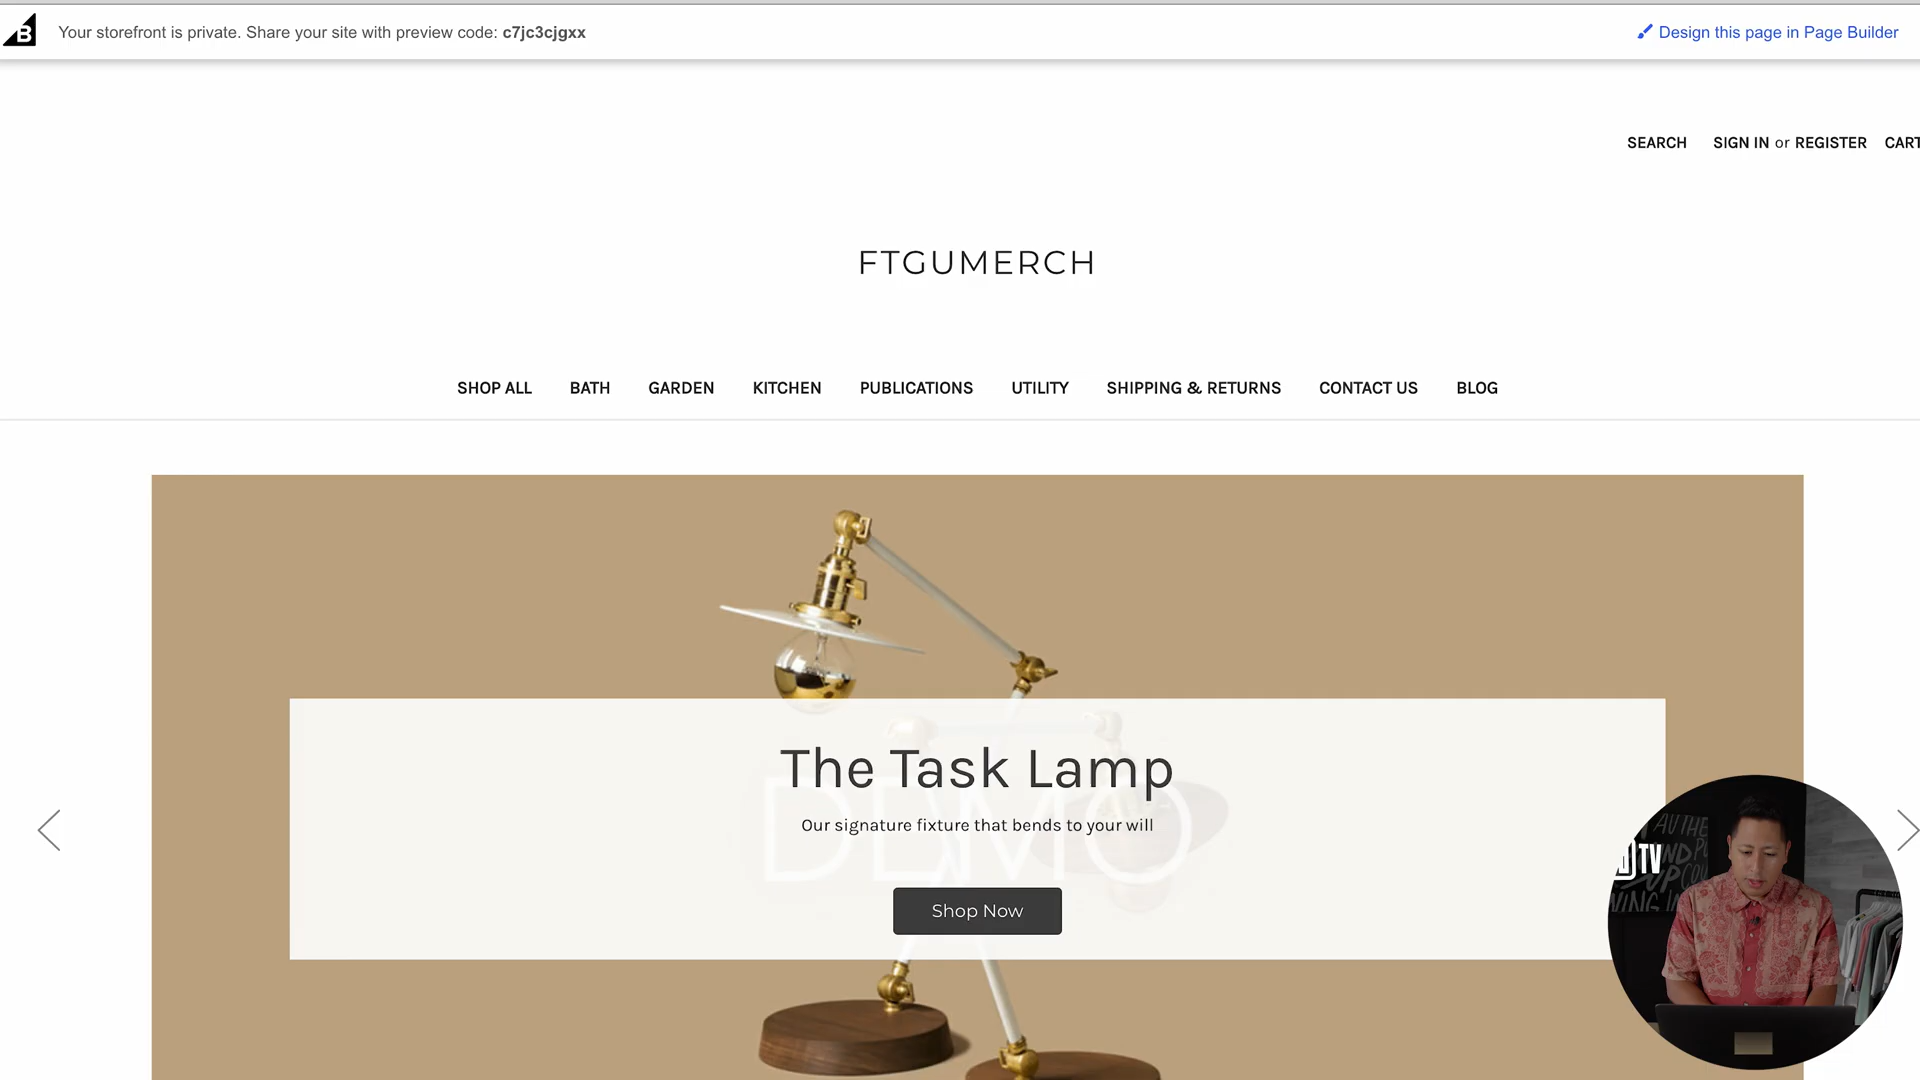 B Your storefront is private. Share your site with preview code: c7jc3cjgxx
Design this page in Page Builder
SEARCH SIGN IN or REGISTER CART
FTGUMERCH
SHOP ALL BATH GARDEN KITCHEN PUBLICATIONS UTILITY SHIPPING & RETURNS CONTACT US BLOG
The Task Lamp
Our signature fixture that bends to your will
DEMO
Shop Now
TV